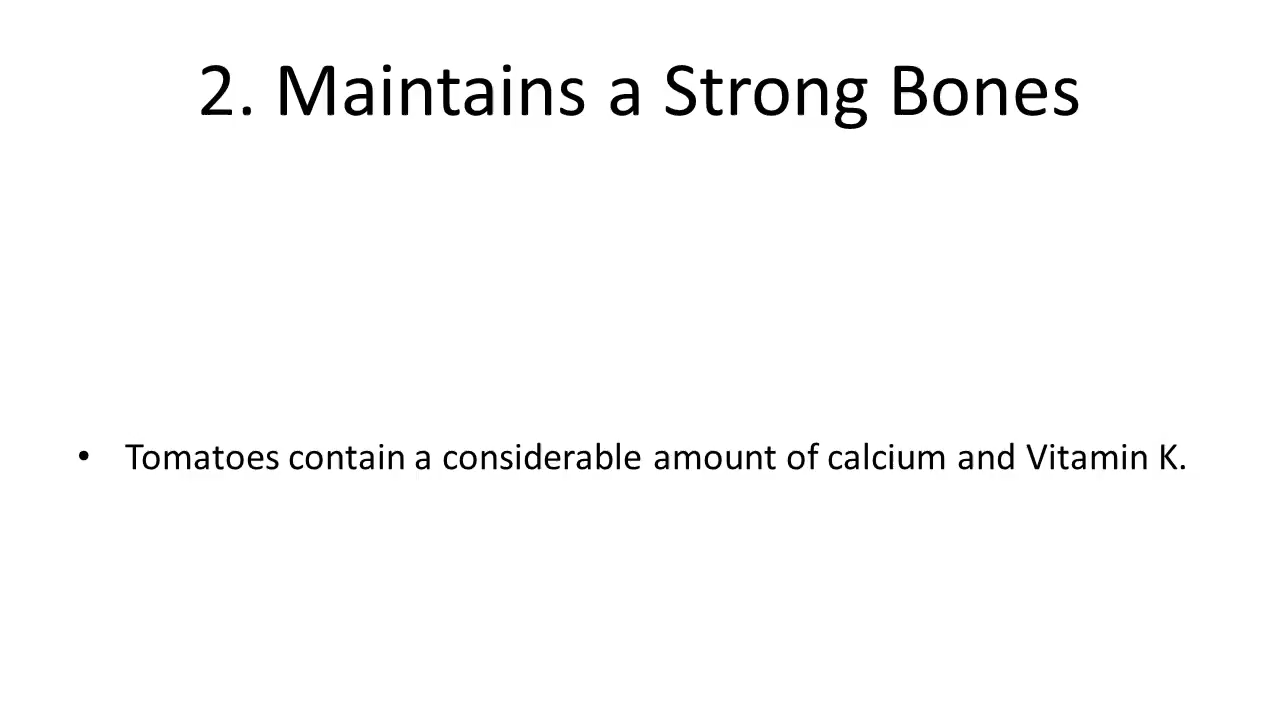 2. Maintains a Strong Bones
• Tomatoes contain a considerable amount of calcium and Vitamin K.